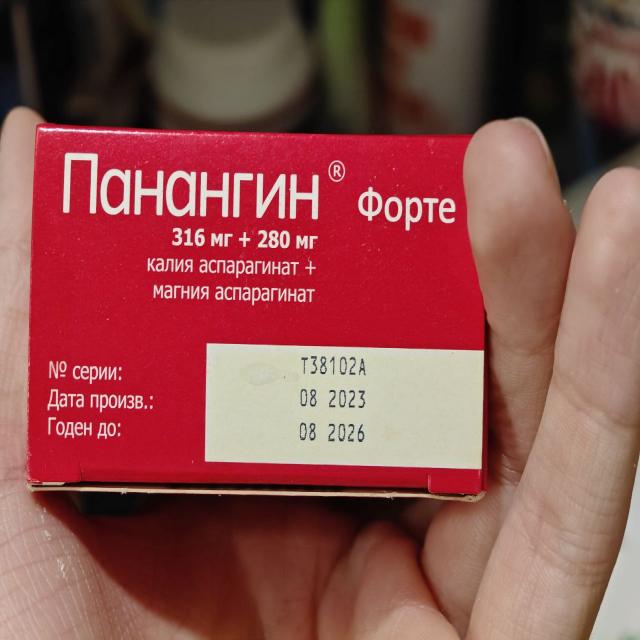 Панангин® Форте
316 мг + 280 мг
калия аспарагинат +
магния аспарагинат
№ серии: T38102A
Дата произв.: 08 2023
Годен до: 08 2026